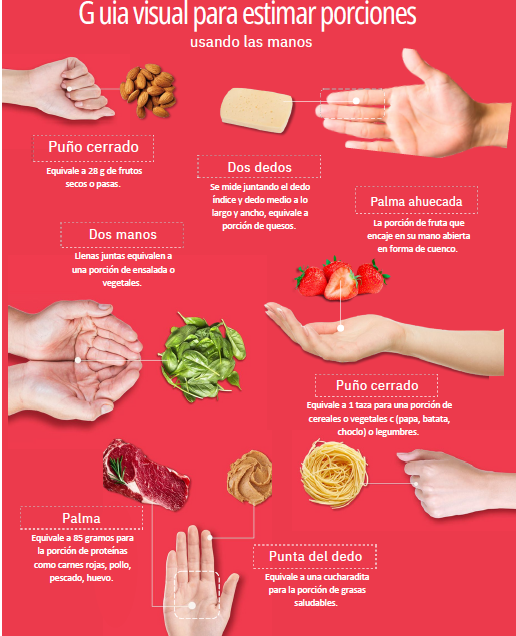 Guia visual para estimar porciones
usando las manos
Puño cerrado
Equivale a 28 g de frutos
secos o pasas.
Dos dedos
Se mide juntando el dedo
índice y dedo medio a lo
largo y ancho, equivale a
porción de quesos.
Palma ahuecada
La porción de fruta que
encaje en su mano abierta
en forma de cuenco.
Dos manos
Llenas juntas equivalen a
una porción de ensalada o
vegetales.
Puño cerrado
Equivale a 1 taza para una porción de
cereales o vegetales c (papa, batata,
choclo) o legumbres.
Palma
Equivale a 85 gramos para
la porción de proteínas
como carnes rojas, pollo,
pescado, huevo.
Punta del dedo
Equivale a una cucharadita
para la porción de grasas
saludables.